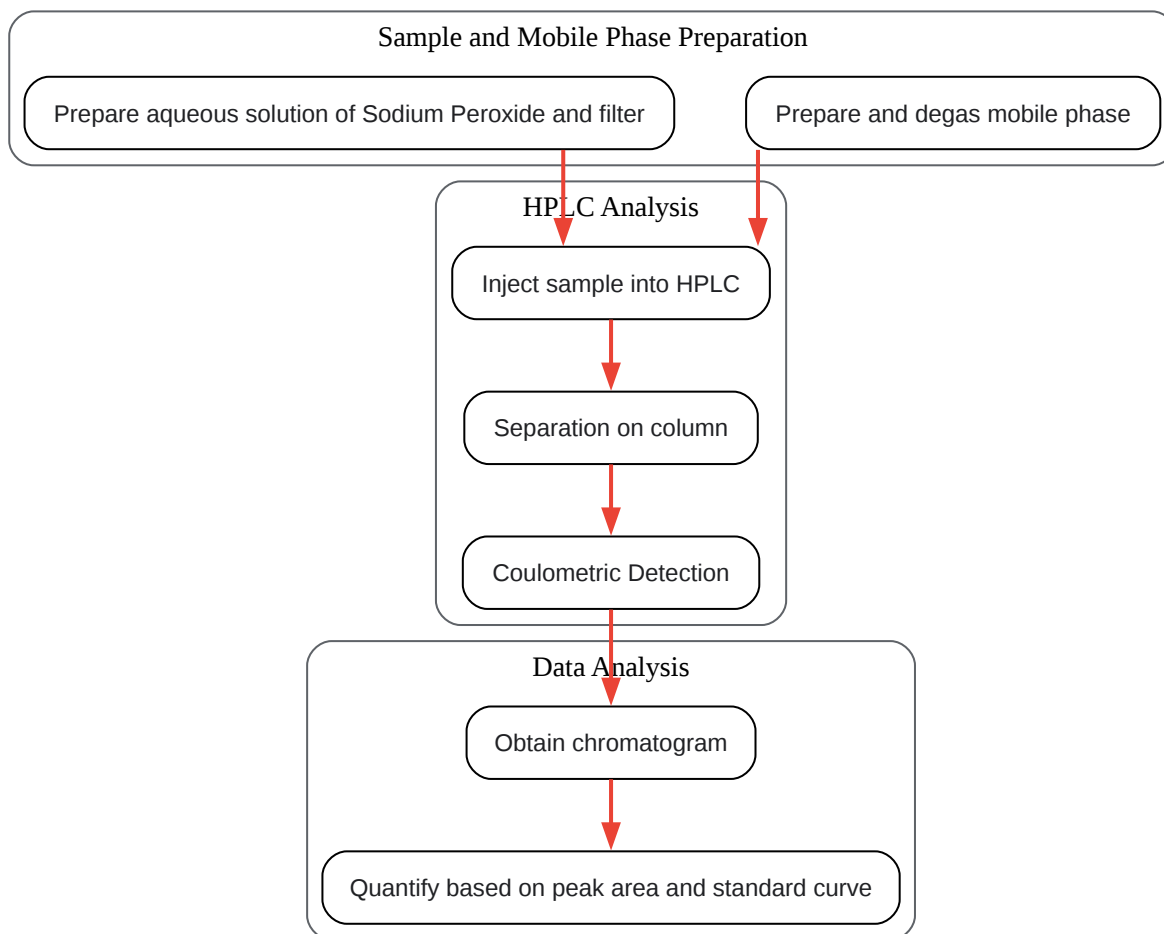 Sample and Mobile Phase Preparation
Prepare aqueous solution of Sodium Peroxide and filter
Prepare and degas mobile phase
HPLC Analysis
Inject sample into HPLC
Separation on column
Coulometric Detection
Data Analysis
Obtain chromatogram
Quantify based on peak area and standard curve